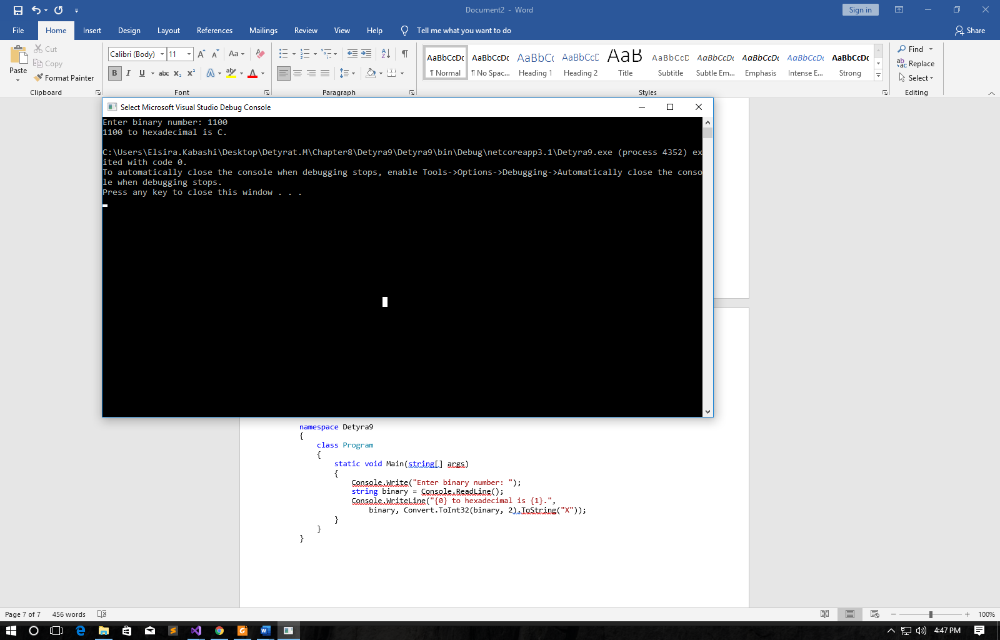 Document2 - Word
Sign in
File Home Insert Design Layout References Mailings Review View Help Tell me what you want to do Share
Paste
Cut
Copy
Format Painter
Clipboard
Calibri (Body) 11
Font
Paragraph
AaBbCcDc
¶ Normal
AaBbCcDc
¶ No Spac...
AaBbCc
Heading 1
AaBbCcD
Heading 2
AaB
Title
AaBbCcD
Subtitle
AaBbCcDc
Subtle Em...
AaBbCcDc
Emphasis
AaBbCcDc
Intense E...
AaBbCcDc
Strong
Styles
Find
Replace
Select
Editing
Select Microsoft Visual Studio Debug Console
Enter binary number: 1100
1100 to hexadecimal is C.
C:\Users\Elsira.Kabashi\Desktop\Detyrat.M\Chapter8\Detyra9\Detyra9\bin\Debug\netcoreapp3.1\Detyra9.exe (process 4352) ex
ited with code 0.
To automatically close the console when debugging stops, enable Tools->Options->Debugging->Automatically close the conso
le when debugging stops.
Press any key to close this window . . .
namespace Detyra9
{
class Program
{
static void Main(string[] args)
{
Console.Write("Enter binary number: ");
string binary = Console.ReadLine();
Console.WriteLine("{0} to hexadecimal is {1}.",
binary, Convert.ToInt32(binary, 2).ToString("X"));
}
}
}
Page 7 of 7 456 words
100%
4:47 PM